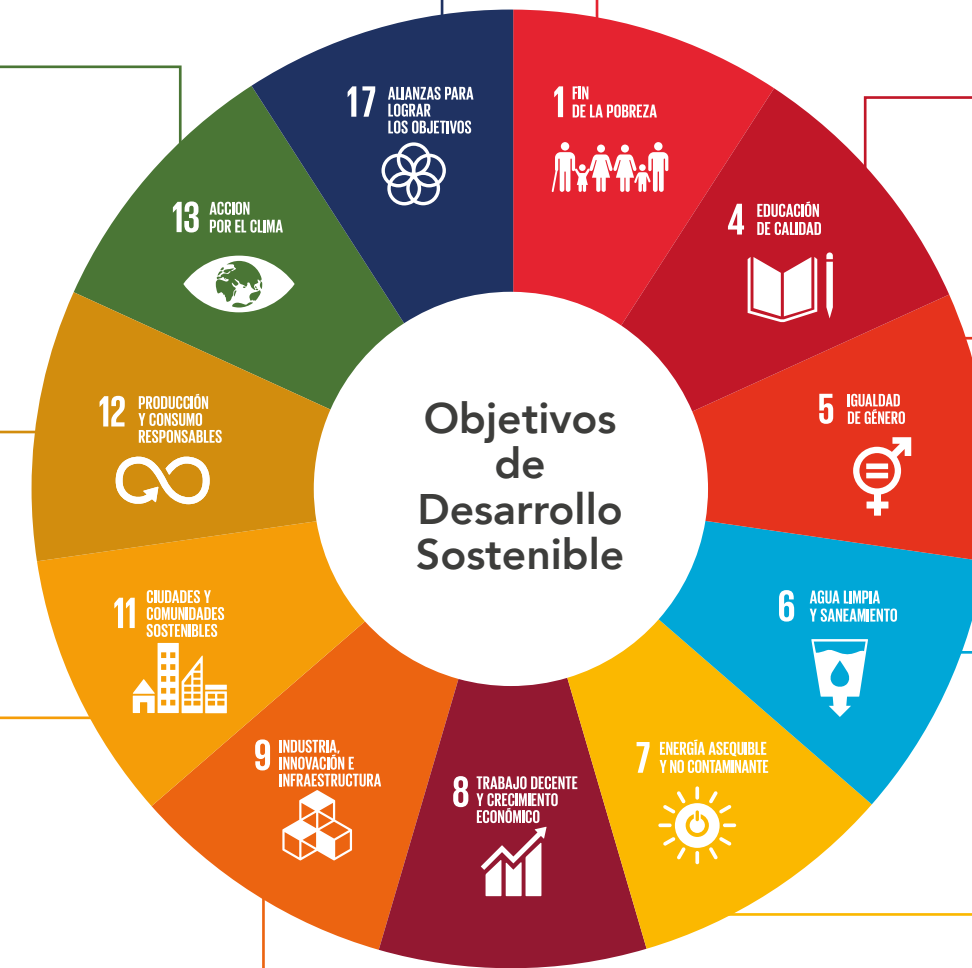 17 ALIANZAS PARA
LOGRAR
LOS OBJETIVOS
1 FIN
DE LA POBREZA
4 EDUCACIÓN
DE CALIDAD
5 IGUALDAD
DE GÉNERO
6 AGUA LIMPIA
Y SANEAMIENTO
7 ENERGÍA ASEQUIBLE
Y NO CONTAMINANTE
8 TRABAJO DECENTE
Y CRECIMIENTO
ECONÓMICO
9 INDUSTRIA,
INNOVACIÓN E
INFRAESTRUCTURA
11 CIUDADES Y
COMUNIDADES
SOSTENIBLES
12 PRODUCCIÓN
Y CONSUMO
RESPONSABLES
13 ACCION
POR EL CLIMA
Objetivos
de
Desarrollo
Sostenible